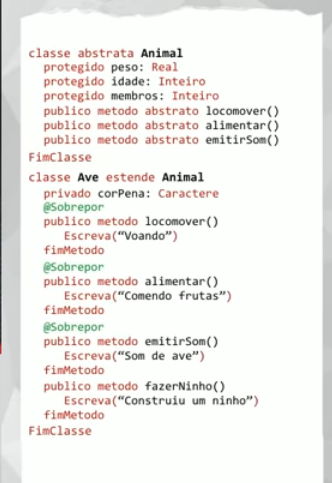 classe abstrata Animal
protegido peso: Real
protegido idade: Inteiro
protegido membros: Inteiro
publico metodo abstrato locomover()
publico metodo abstrato alimentar()
publico metodo abstrato emitirSom()
FimClasse
classe Ave estende Animal
privado corPena: Caractere
@Sobrepor
publico metodo locomover()
Escreva(“Voando”)
fimMetodo
@Sobrepor
publico metodo alimentar()
Escreva(“Comendo frutas”)
fimMetodo
@Sobrepor
publico metodo emitirSom()
Escreva(“Som de ave”)
fimMetodo
publico metodo fazerNinho()
Escreva(“Construiu um ninho”)
fimMetodo
FimClasse